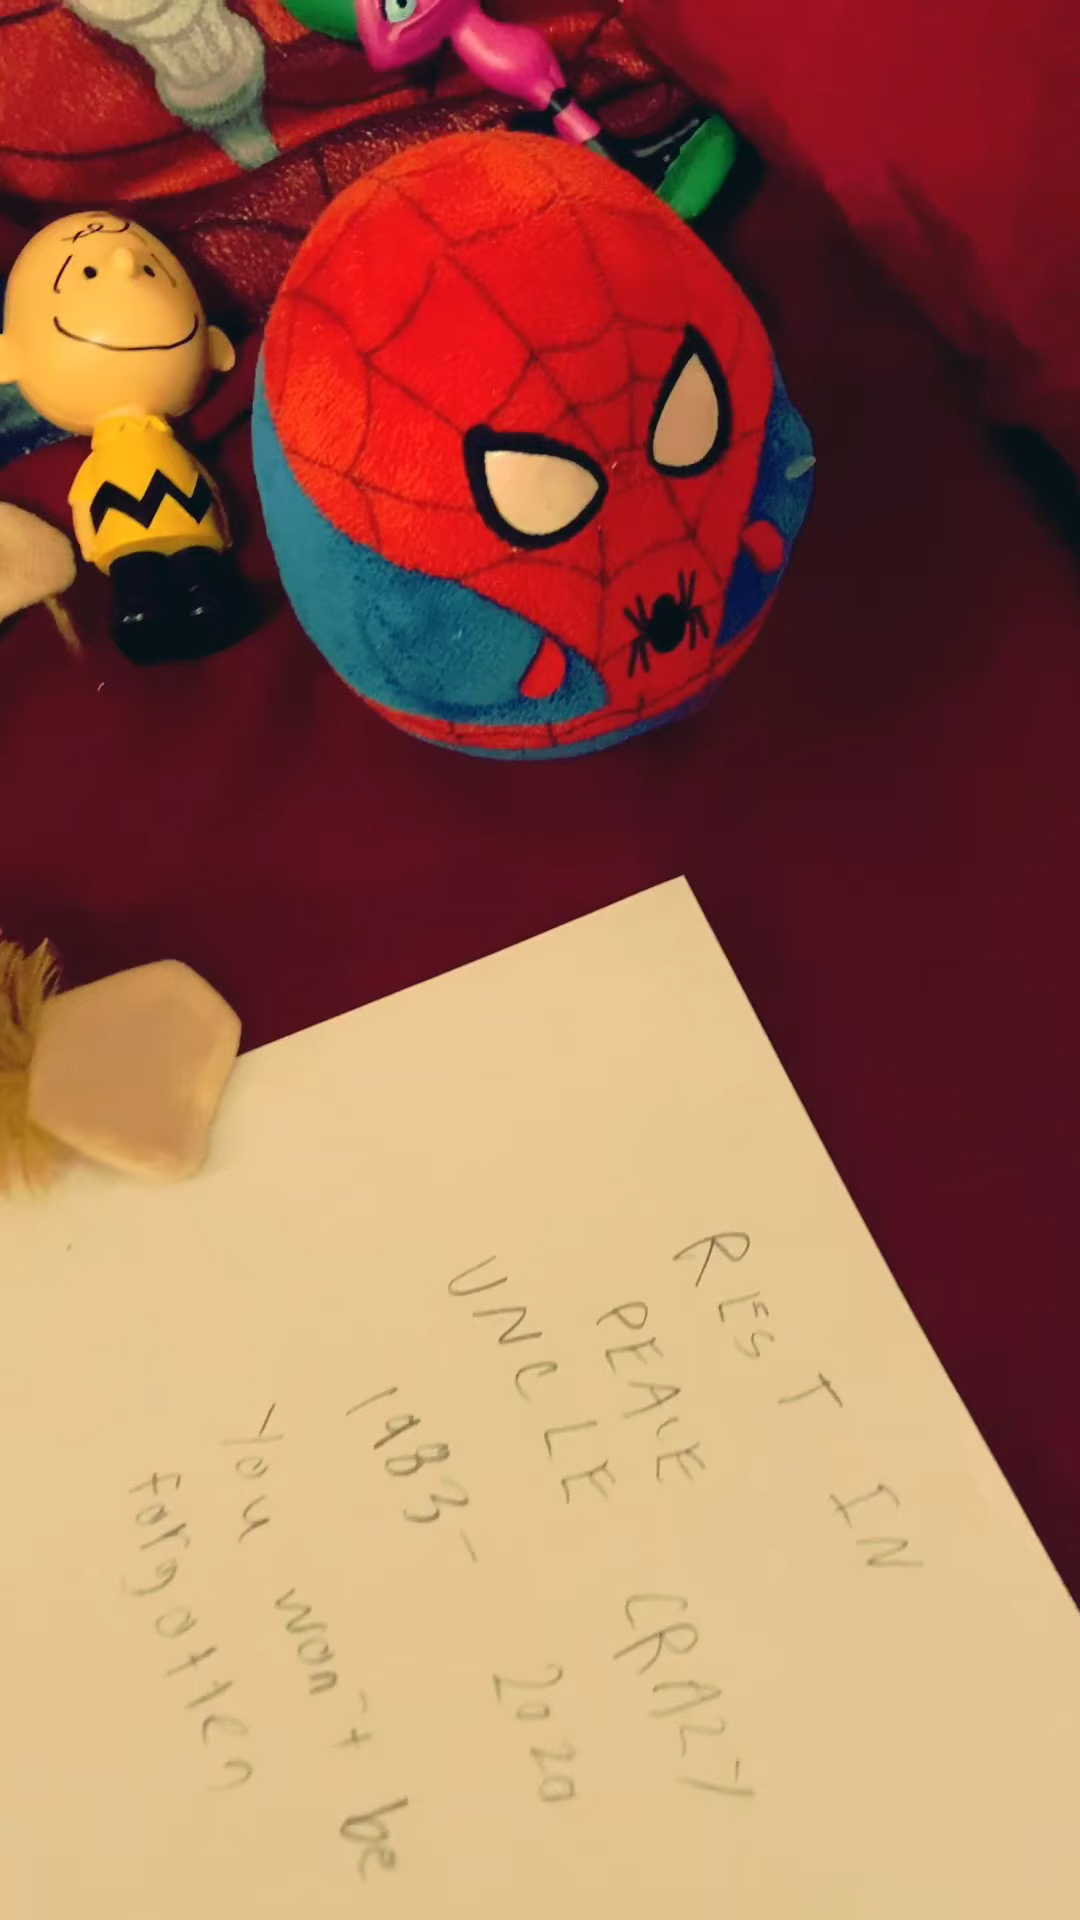 REST IN
PEACE
UNCLE CRAZY
1983- 2020
You won't be
forgotten